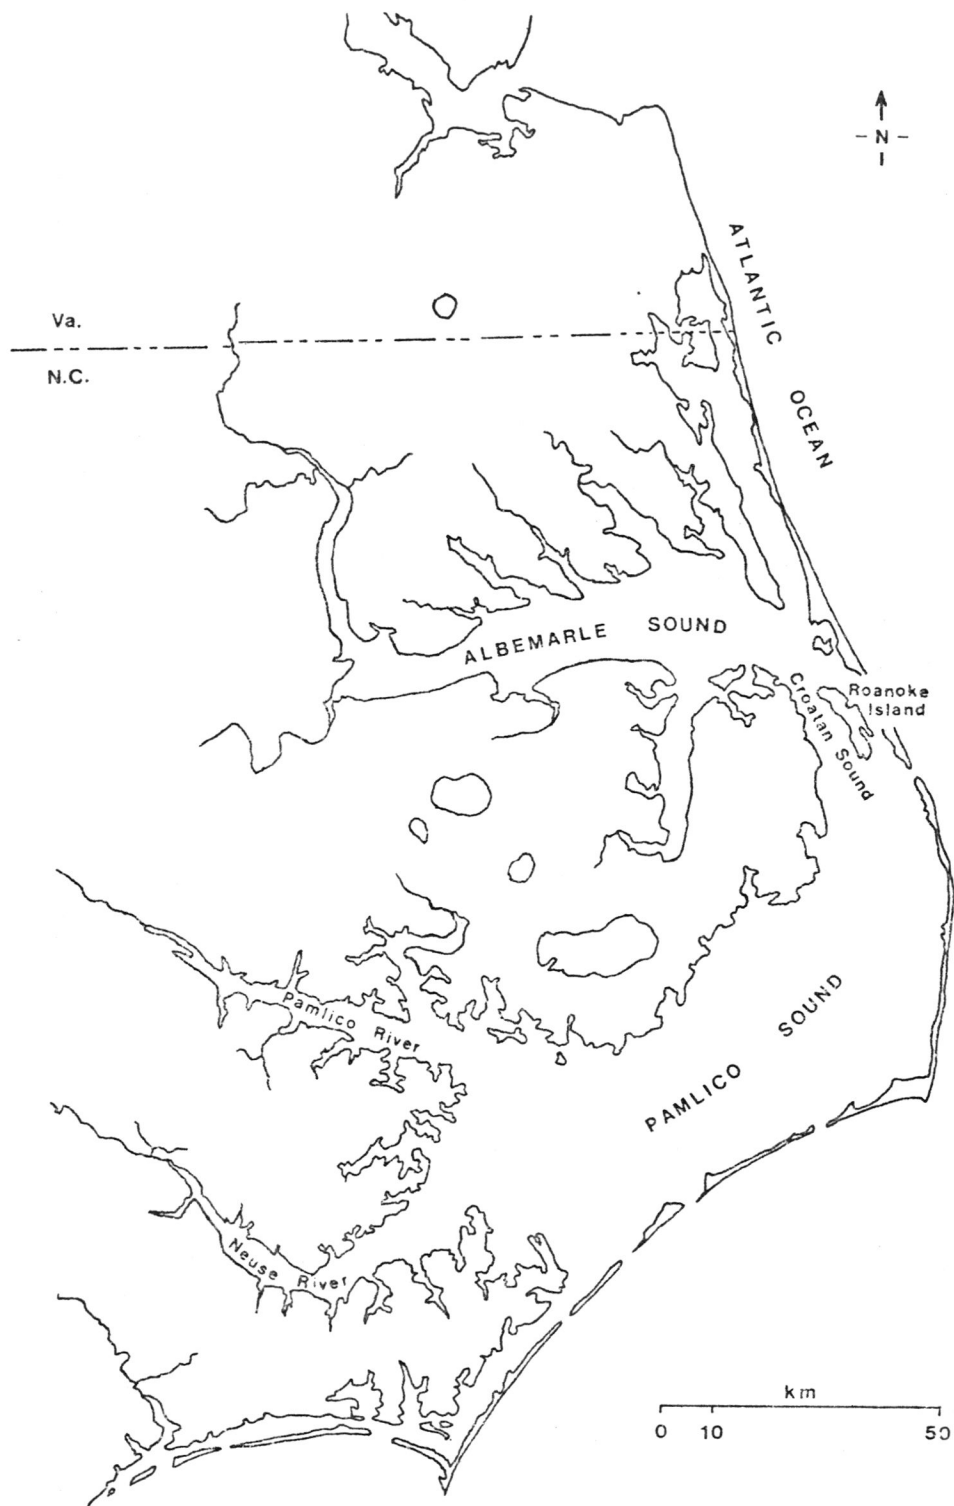 - N -
ATLANTIC OCEAN
Va.
N.C.
ALBEMARLE SOUND
Roanoke
Island
Croatan Sound
Pamlico River
PAMLICO SOUND
Neuse River
km
0 10 50